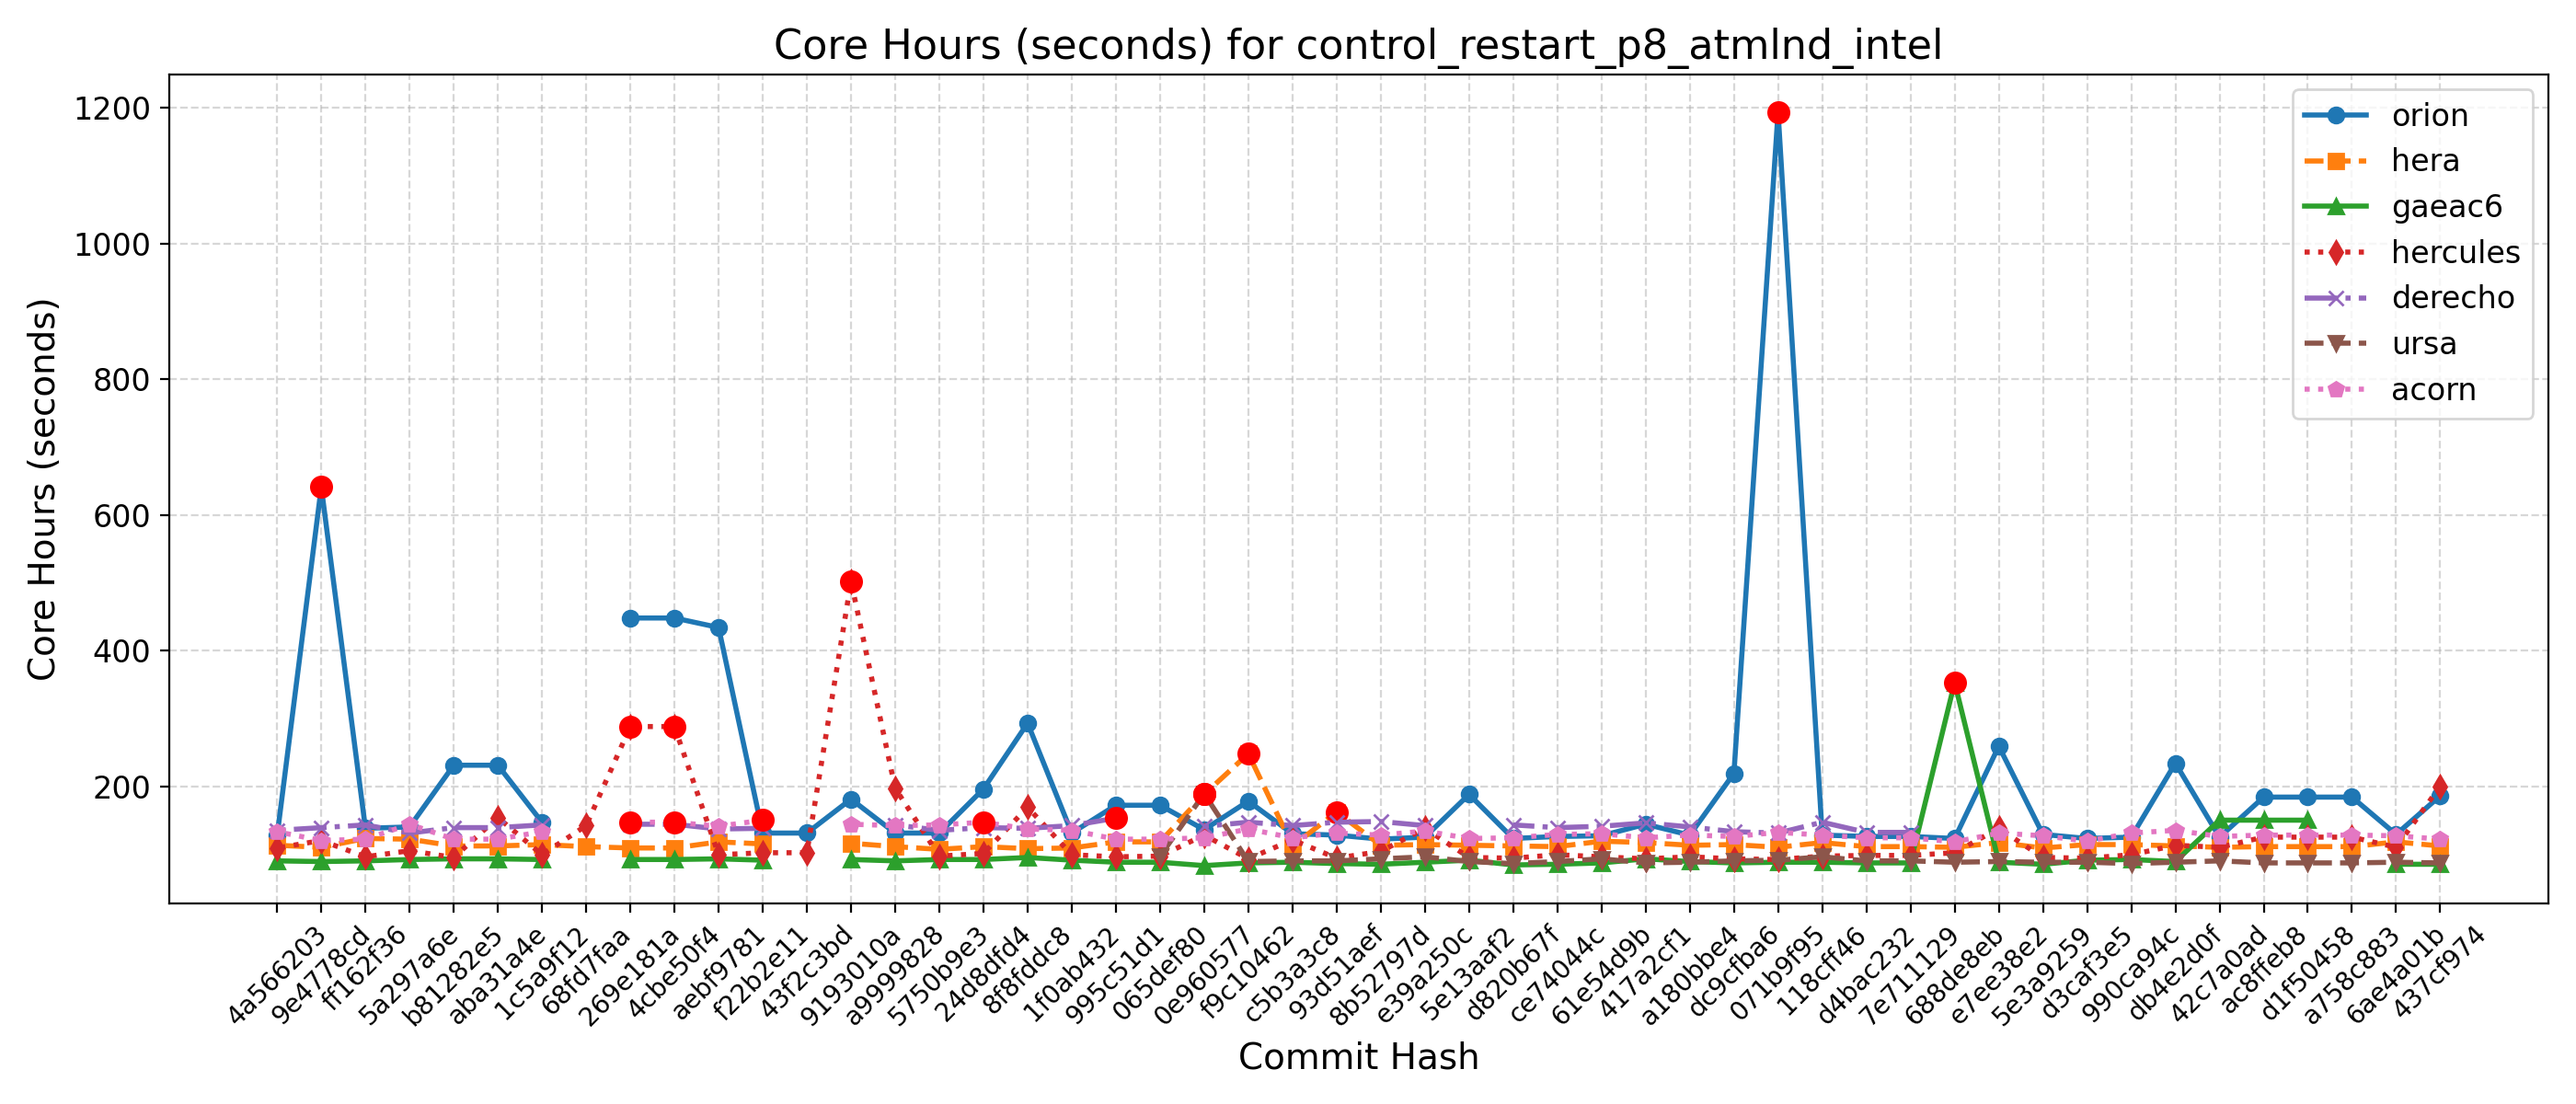 Core Hours (seconds) for control_restart_p8_atmlnd_intel
Core Hours (seconds)
1200
1000
800
600
400
200
orion
hera
gaeac6
hercules
derecho
ursa
acorn
4a566203
9e4778cd
ff162f36
5a297a6e
b81282e5
aba31a4e
1c5a9f12
68fd7faa
269e181a
4cbe50f4
aebf9781
f22b2e11
43f2c3bd
9193010a
a9999828
5750b9e3
24d8dfd4
8f8fddc8
1f0ab432
995c51d1
065def80
0e960577
f9c10462
c5b3a3c8
93d51aef
8b52797d
e39a250c
5e13aaf2
d820b67f
ce74044c
61e54d9b
417a2cf1
a180bbe4
dc9cfba6
071b9f95
118cff46
d4bac232
7e711129
688de8eb
e7ee38e2
5e3a9259
d3caf3e5
990ca94c
db4e2d0f
42c7a0ad
ac8ffeb8
d1f50458
a758c883
6ae4a01b
437cf974
Commit Hash